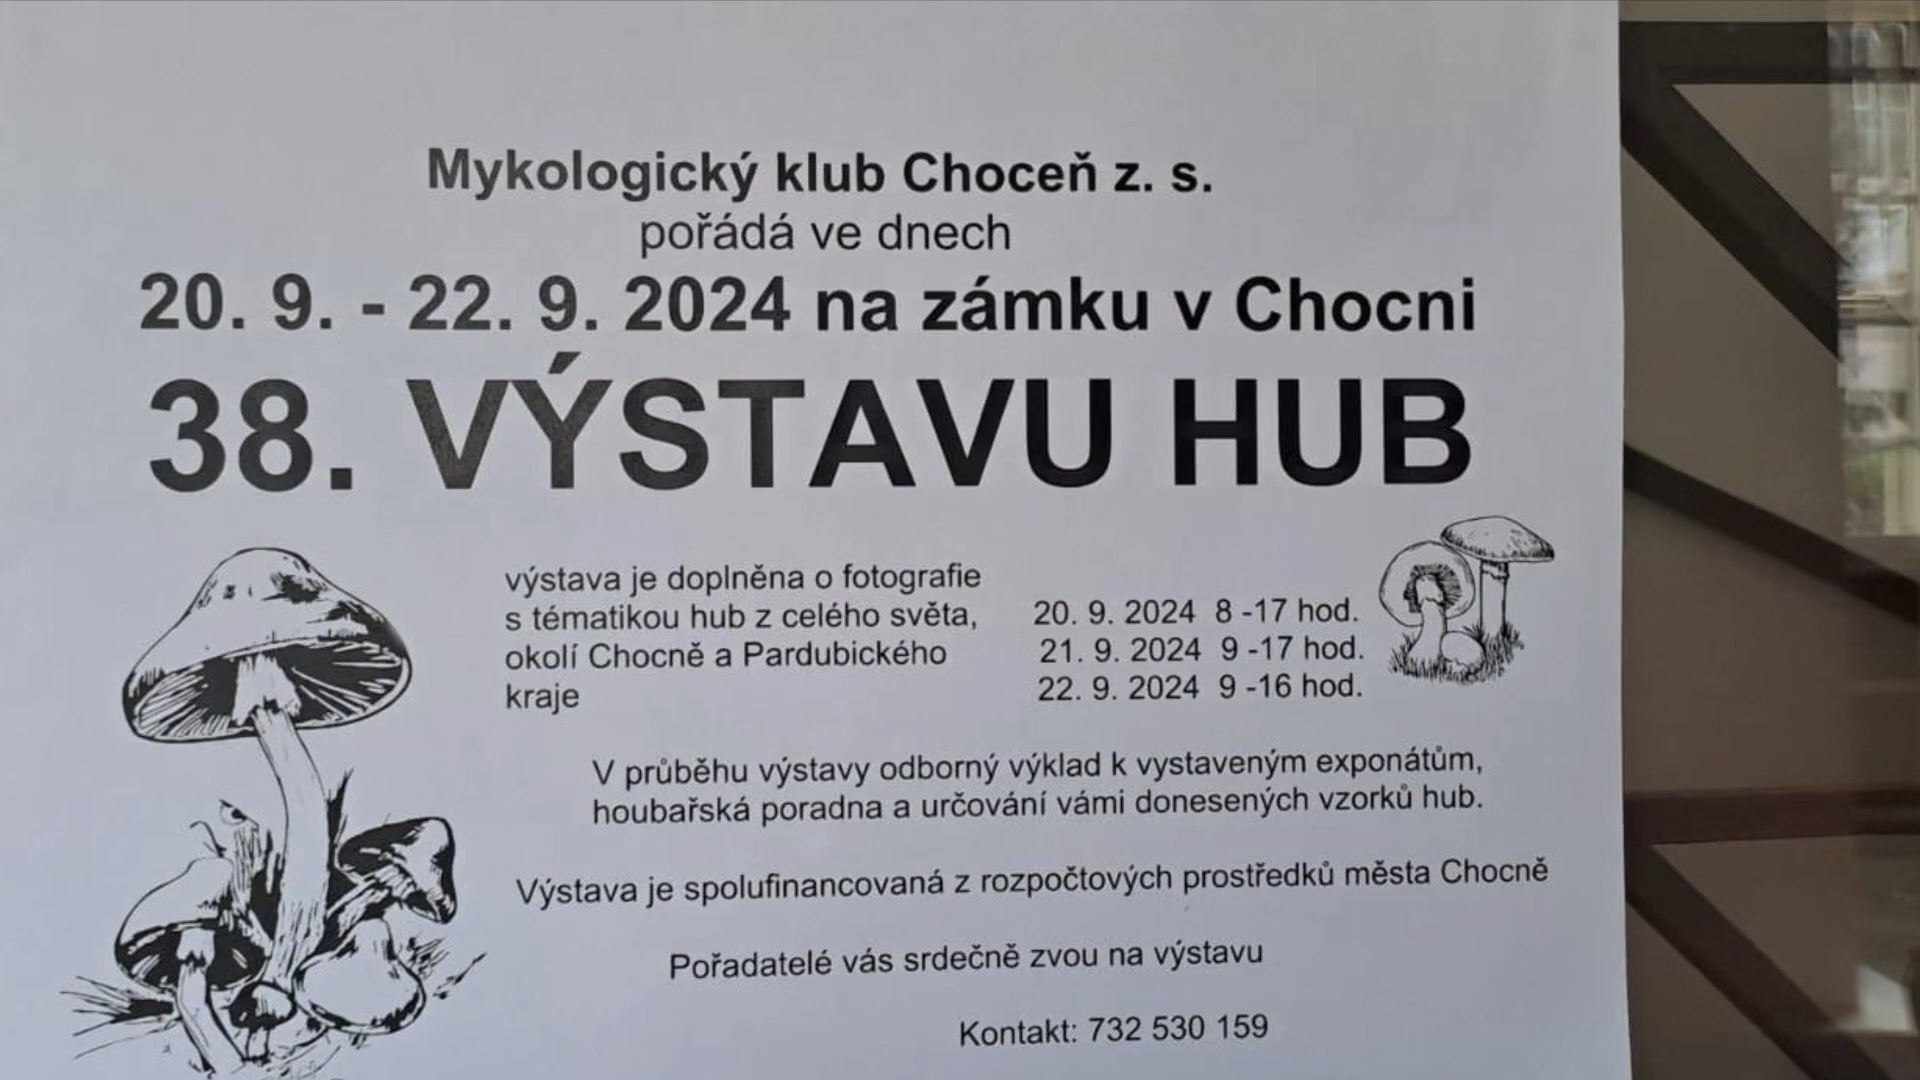 Mykologický klub Choceň z. s.
pořádá ve dnech
20. 9. - 22. 9. 2024 na zámku v Chocni
38. VÝSTAVU HUB
výstava je doplněna o fotografie
s tématikou hub z celého světa,
okolí Chocně a Pardubického
kraje
20. 9. 2024 8 -17 hod.
21. 9. 2024 9 -17 hod.
22. 9. 2024 9 -16 hod.
V průběhu výstavy odborný výklad k vystaveným exponátům,
houbařská poradna a určování vámi donesených vzorků hub.
Výstava je spolufinancovaná z rozpočtových prostředků města Chocně
Pořadatelé vás srdečně zvou na výstavu
Kontakt: 732 530 159